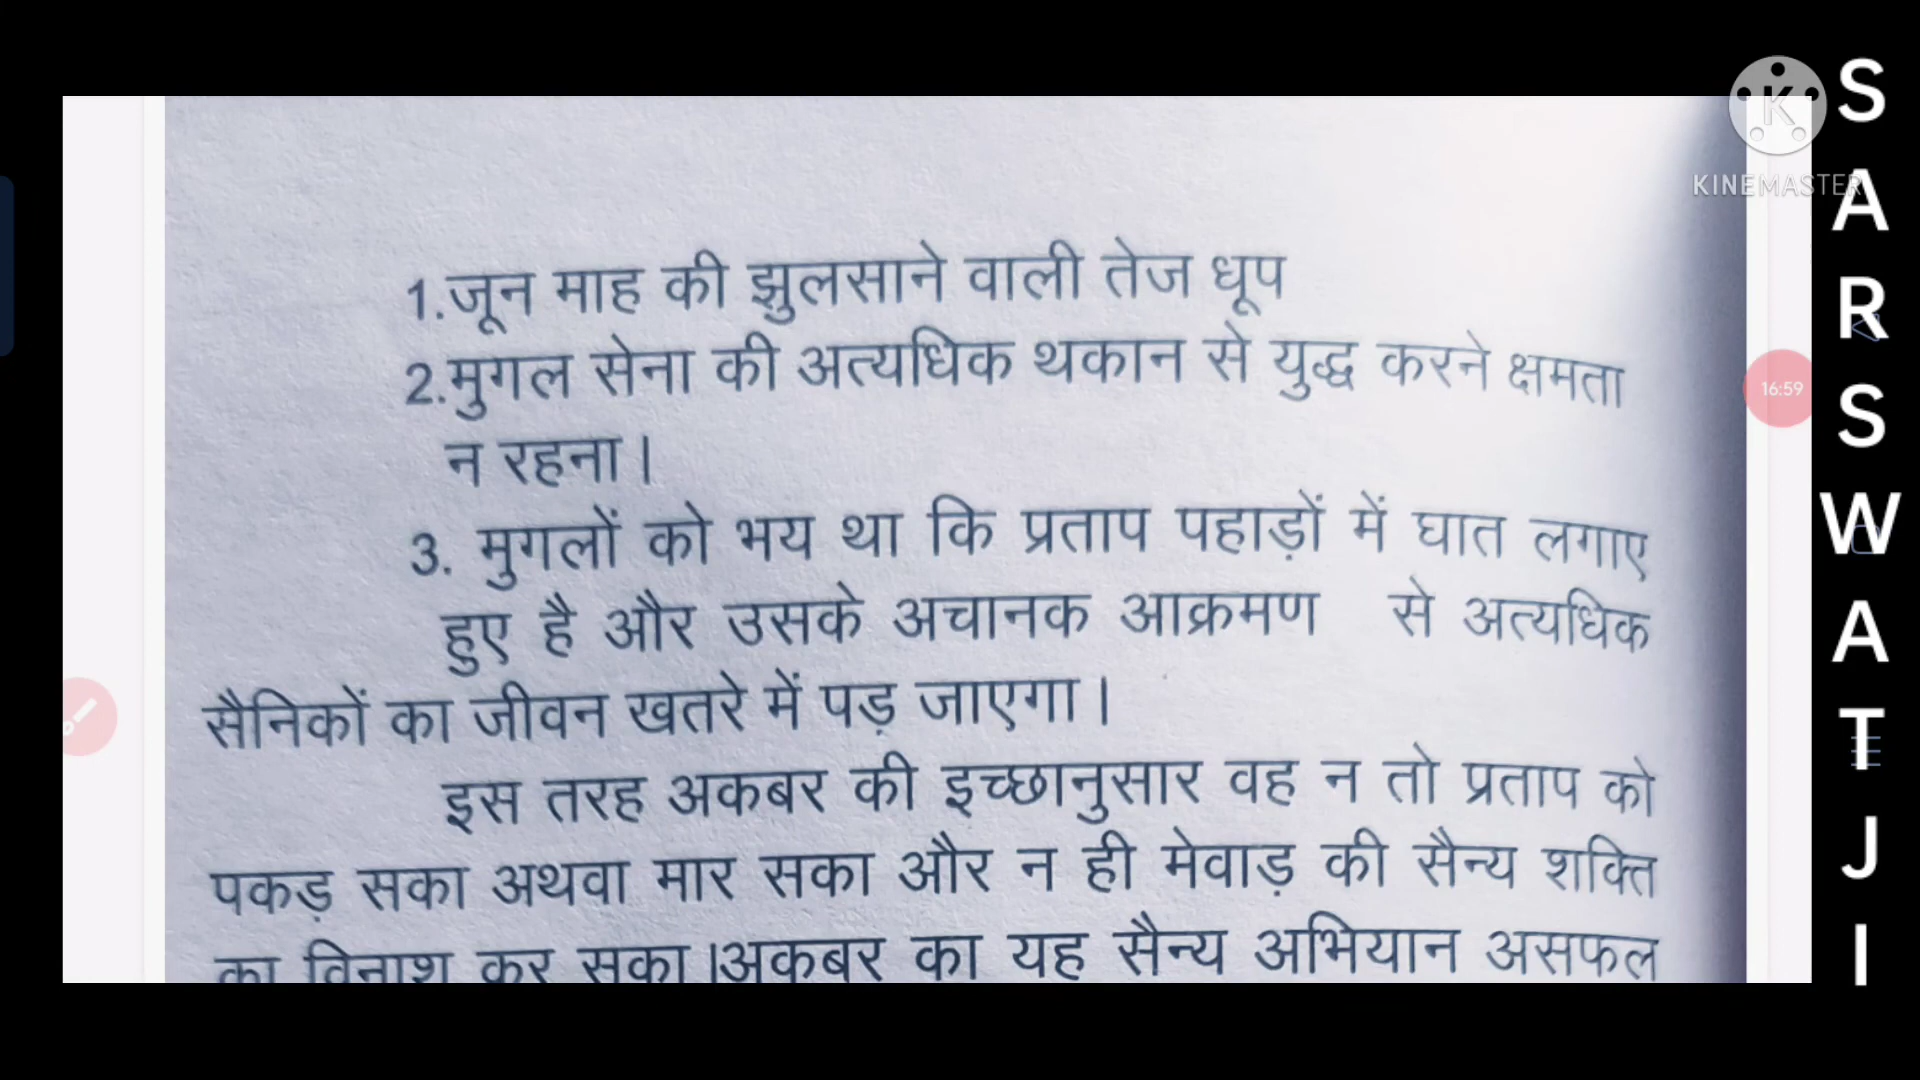 1.जून माह की झुलसाने वाली तेज धूप
2.मुगल सेना की अत्यधिक थकान से युद्ध करने क्षमता
न रहना।
3. मुगलों को भय था कि प्रताप पहाड़ों में घात लगाए
हुए है और उसके अचानक आक्रमण से अत्यधिक
सैनिकों का जीवन खतरे में पड़ जाएगा।
इस तरह अकबर की इच्छानुसार वह न तो प्रताप को
पकड़ सका अथवा मार सका और न ही मेवाड़ की सैन्य शक्ति
का विनाश कर सका।अकबर का यह सैन्य अभियान असफल
K
KINEMASTER
16:59
SARSWATJI